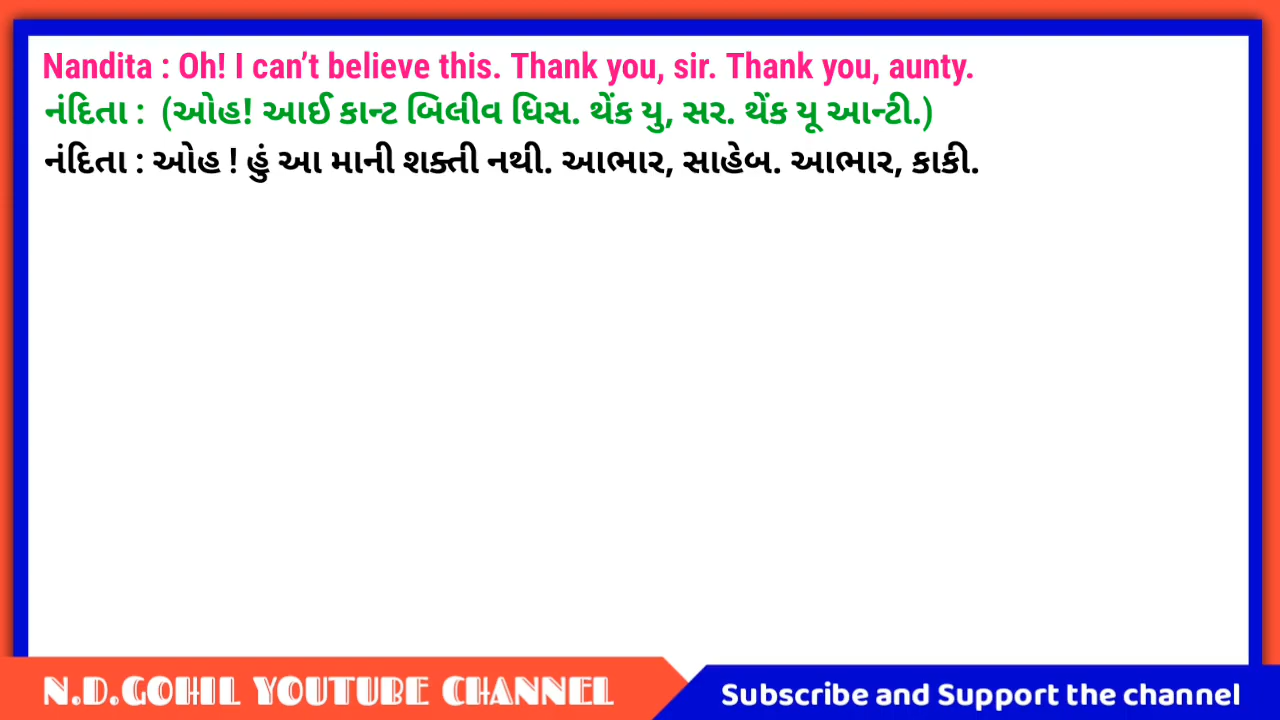 Nandita : Oh! I can’t believe this. Thank you, sir. Thank you, aunty.
નંદિતા :  (ઓહ! આઈ કાન્ટ બિલીવ ધિસ. થેંક યુ, સર. થેંક યૂ આન્ટી.)
નંદિતા : ઓહ ! હું આ માની શક્તી નથી. આભાર, સાહેબ. આભાર, કાકી.
N.D.GOHIL YOUTUBE CHANNEL
Subscribe and Support the channel